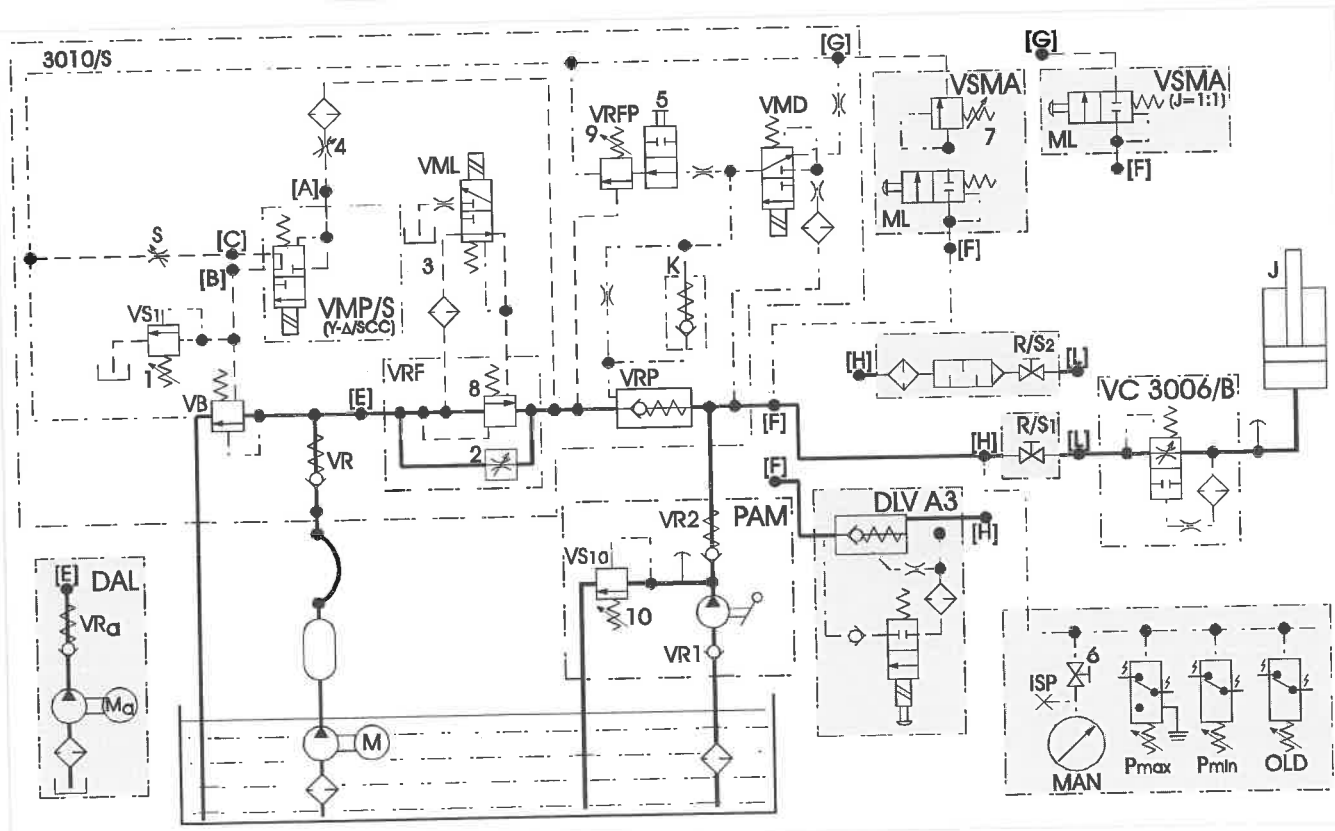 3010/S
[G]
[G]
VSMA
VSMA
(J=1:1)
5
VRFP
9
VMD
7
4
VML
ML
[F]
[A]
ML
S
[C]
[B]
[F]
3
K
J
VMP/S
(Y-Δ/SCC)
VS1
1
[H]
R/S2
[L]
VRF
VRP
8
VB
[E]
VC 3006/B
[F]
R/S1
[H]
[L]
2
VR
[F]
DLV A3
[H]
VR2
PAM
VS10
[E]
DAL
10
VRa
VR1
6
ISP
Ma
M
MAN
Pmax
Pmin
OLD